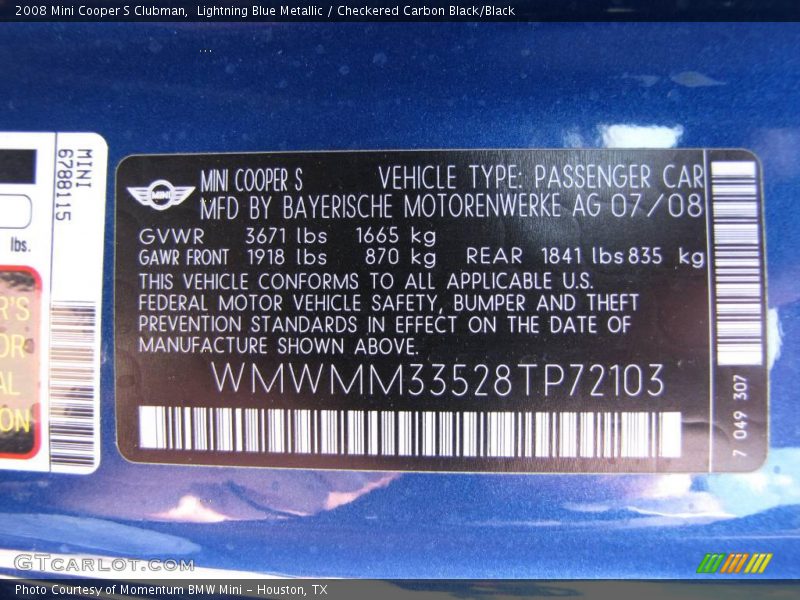 2008 Mini Cooper S Clubman,  Lightning Blue Metallic / Checkered Carbon Black/Black
MINI
6788115
lbs.
R'S
OR
AL
ON
MINI
MINI COOPER S VEHICLE TYPE: PASSENGER CAR
MFD BY BAYERISCHE MOTORENWERKE AG 07/08
GVWR 3671 lbs 1665 kg
GAWR FRONT 1918 lbs 870 kg REAR 1841 lbs 835 kg
THIS VEHICLE CONFORMS TO ALL APPLICABLE U.S.
FEDERAL MOTOR VEHICLE SAFETY, BUMPER AND THEFT
PREVENTION STANDARDS IN EFFECT ON THE DATE OF
MANUFACTURE SHOWN ABOVE.
WMWMM33528TP72103
7 049 307
GTCARLOT.COM
Photo Courtesy of Momentum BMW Mini - Houston, TX